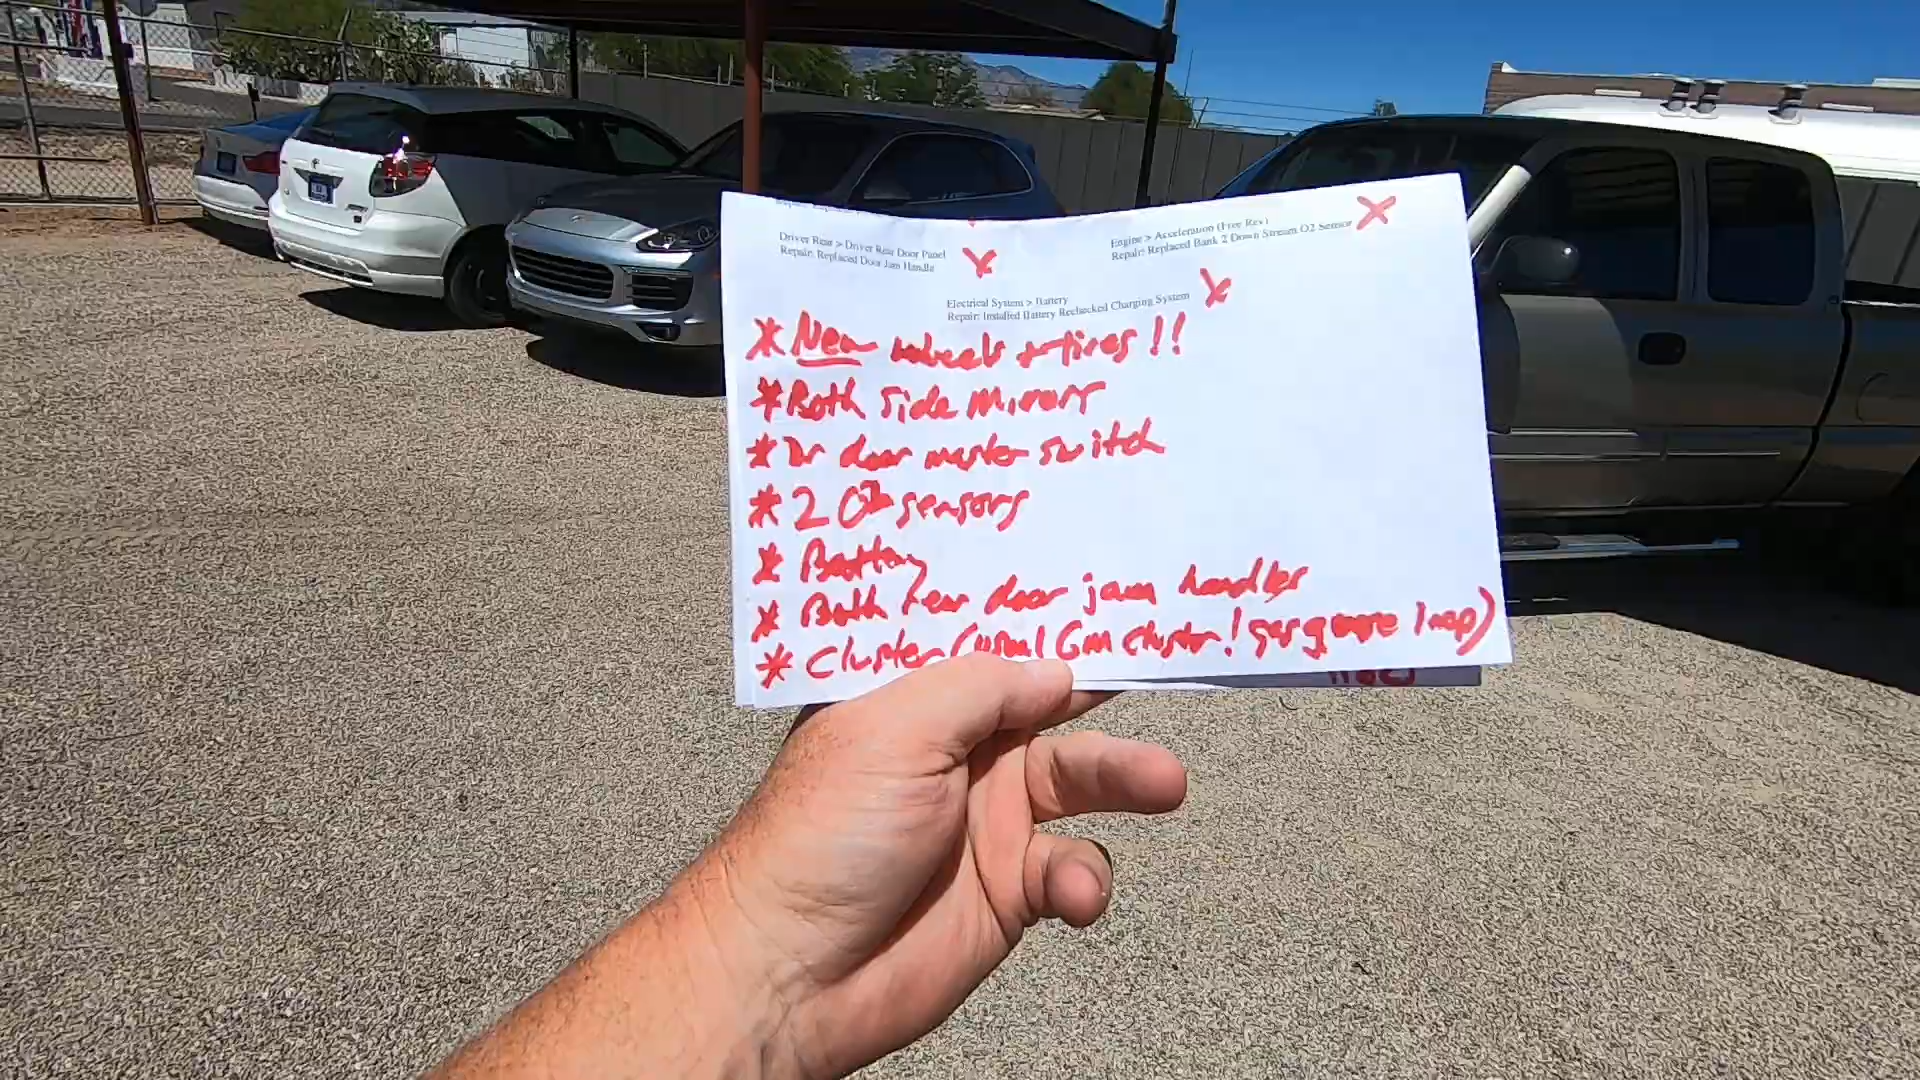 Driver Rear > Driver Rear Door Panel
Repair: Replaced Door Jam Handle
Engine > Acceleration (Free Rev)
Repair: Replaced Bank 2 Down Stream O2 Sensor
Electrical System > Battery
Repair: Installed Battery Rechecked Charging System
* New wheels + tires!!
* Both side mirrors
* Dr door master switch
* 2 O2 sensors
* Battery
* Both rear door jam handles
* Cluster (usual Gm cluster! gas gauge inop)